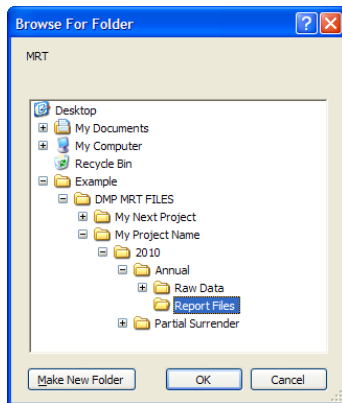 Browse For Folder
MRT
Desktop
My Documents
My Computer
Recycle Bin
Example
DMP MRT FILES
My Next Project
My Project Name
2010
Annual
Raw Data
Report Files
Partial Surrender
Make New Folder OK Cancel